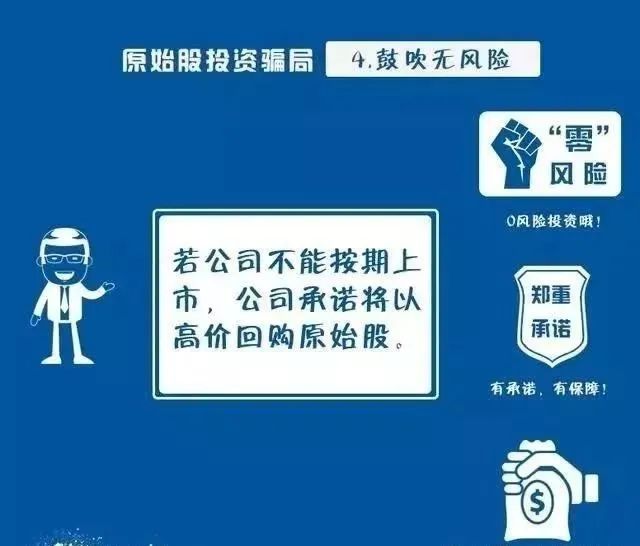 原始股投资骗局 4.鼓吹无风险
“零”
风险
0风险投资哦!
若公司不能按期上
市，公司承诺将以
高价回购原始股。
郑重
承诺
有承诺，有保障!
$